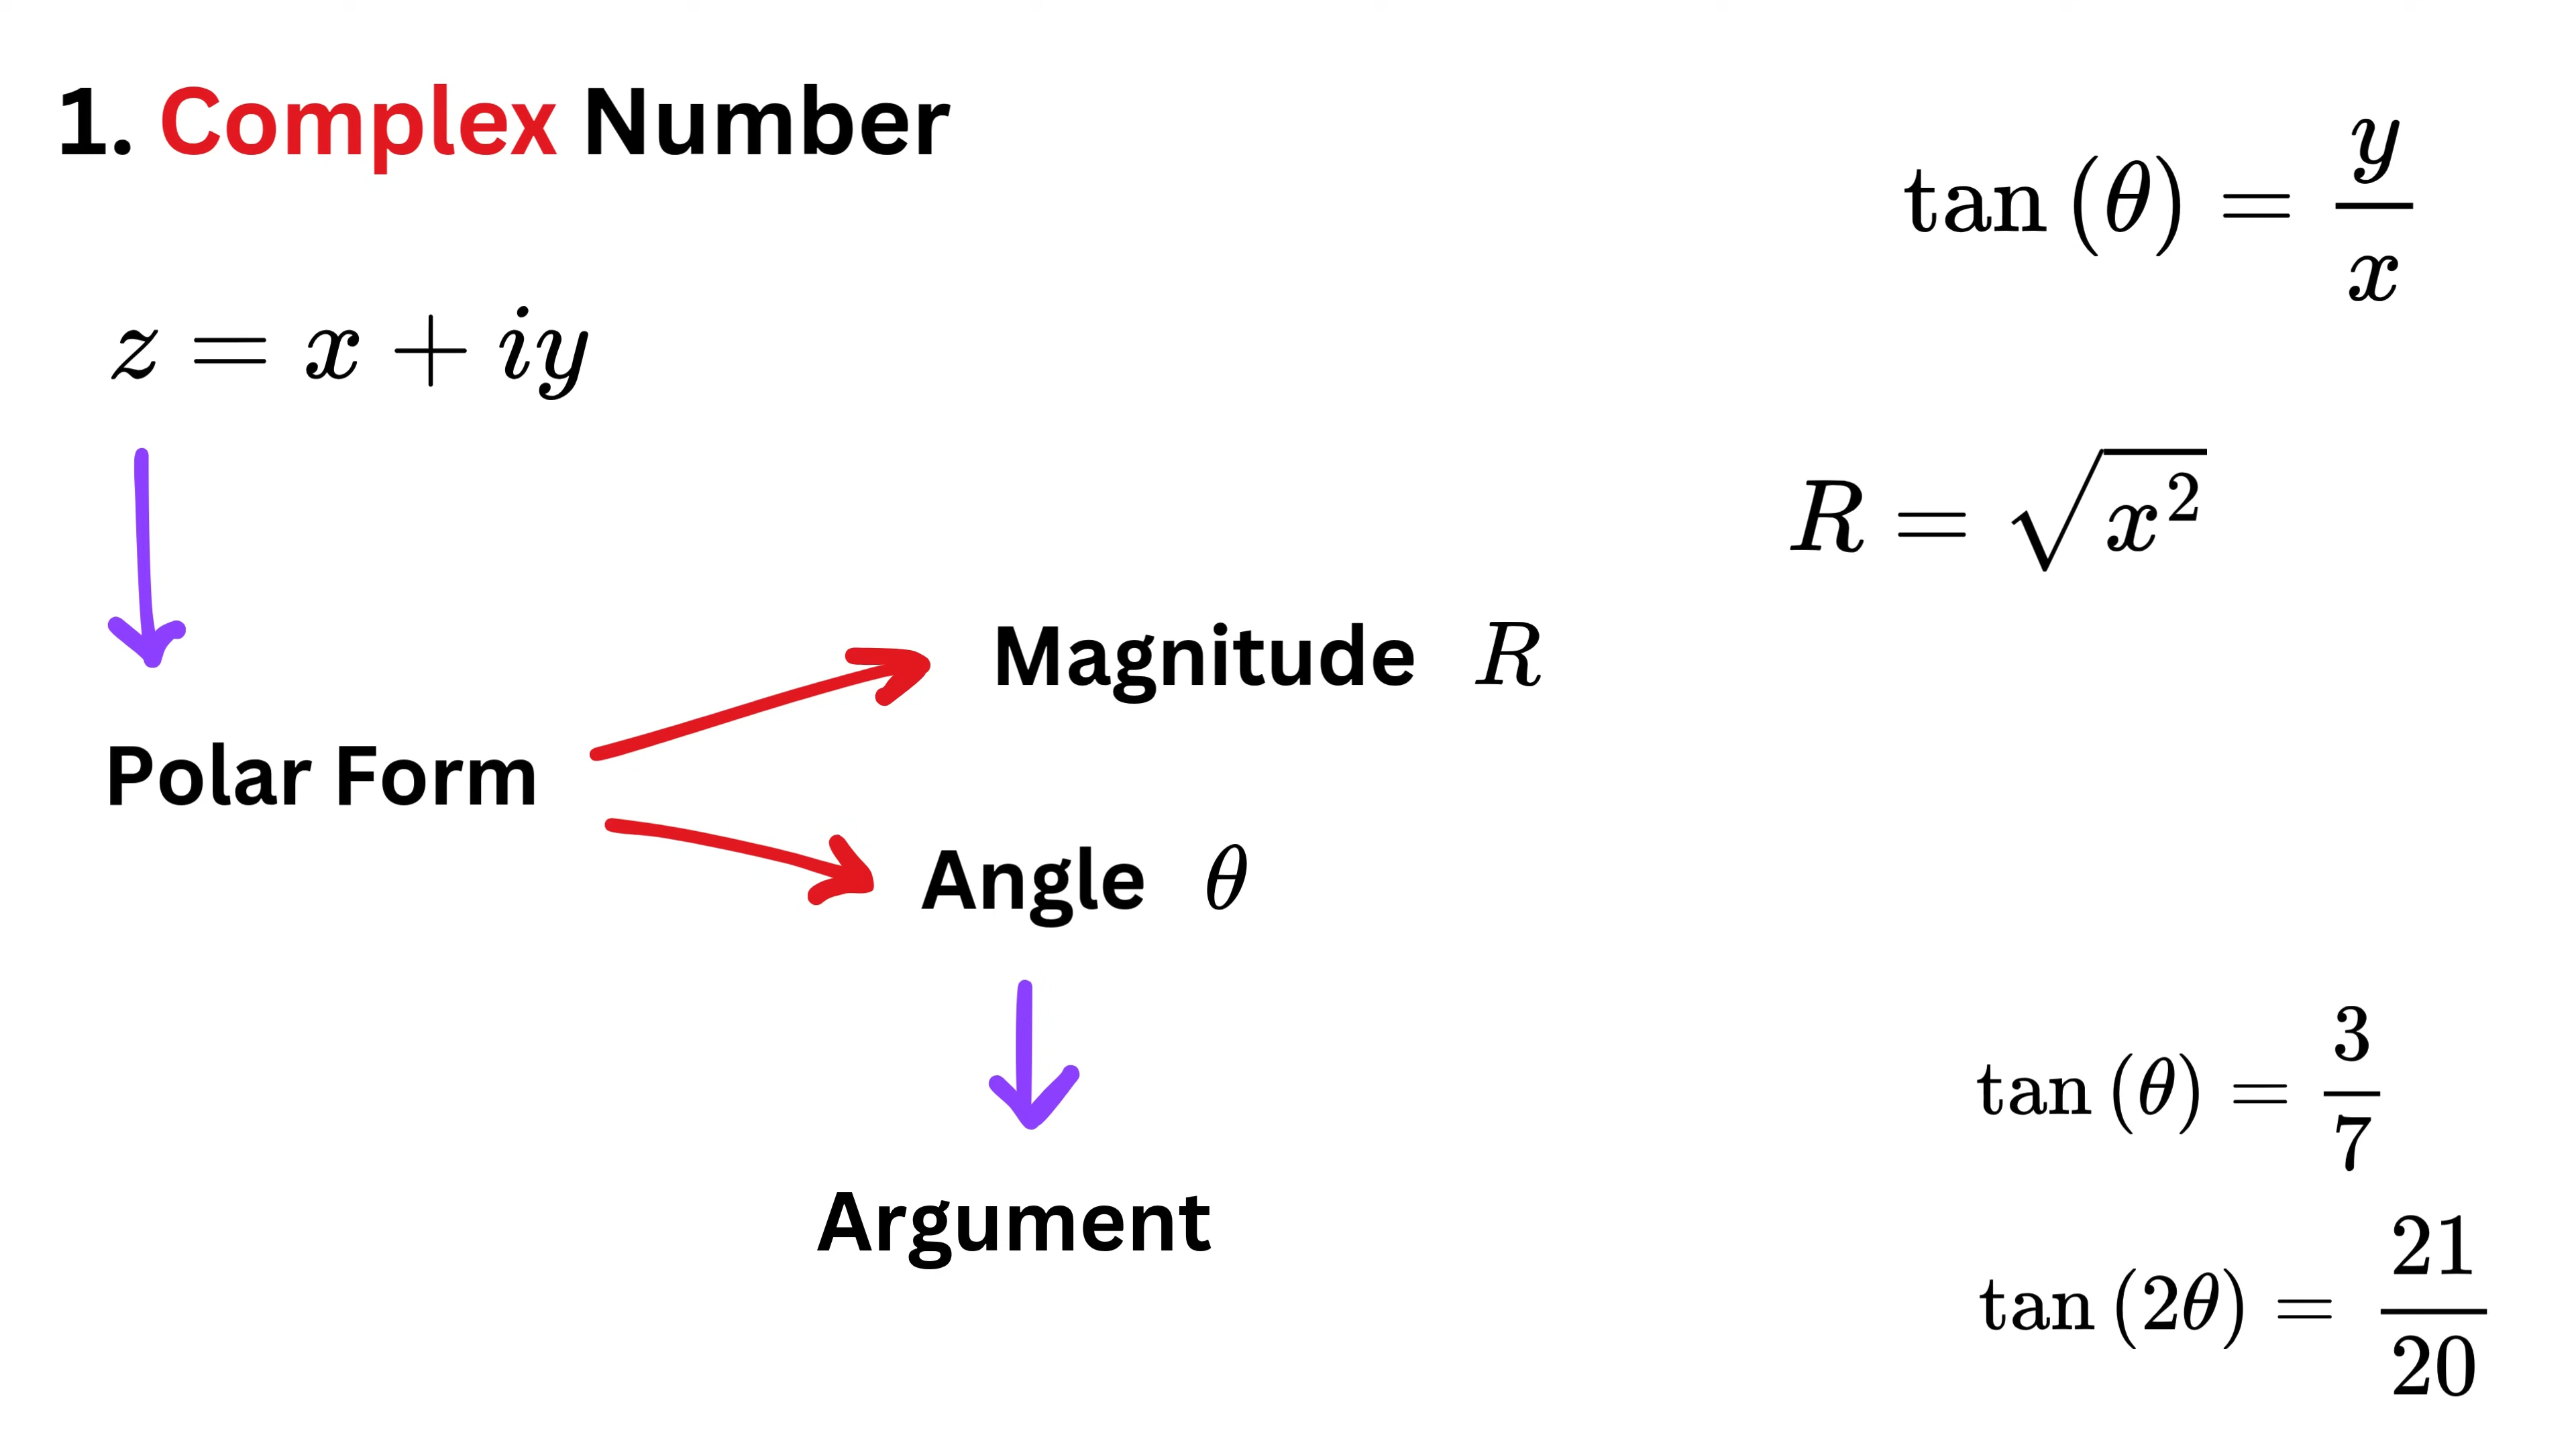 1. Complex Number
z = x + iy
Polar Form
Magnitude R
Angle θ
Argument
tan (θ) = y/x
R = √x²
tan (θ) = 3/7
tan (2θ) = 21/20